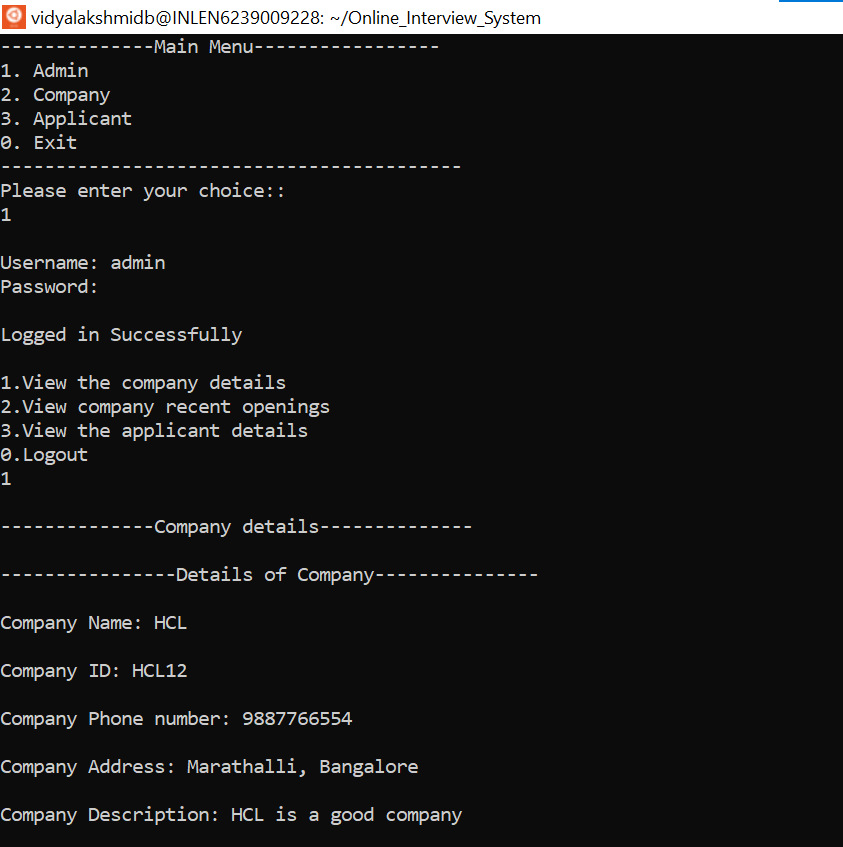 vidyalakshmidb@INLEN6239009228: ~/Online_Interview_System
--------------Main Menu-----------------
1. Admin
2. Company
3. Applicant
0. Exit
------------------------------------------
Please enter your choice::
1
Username: admin
Password:
Logged in Successfully
1.View the company details
2.View company recent openings
3.View the applicant details
0.Logout
1
--------------Company details--------------
----------------Details of Company---------------
Company Name: HCL
Company ID: HCL12
Company Phone number: 9887766554
Company Address: Marathalli, Bangalore
Company Description: HCL is a good company